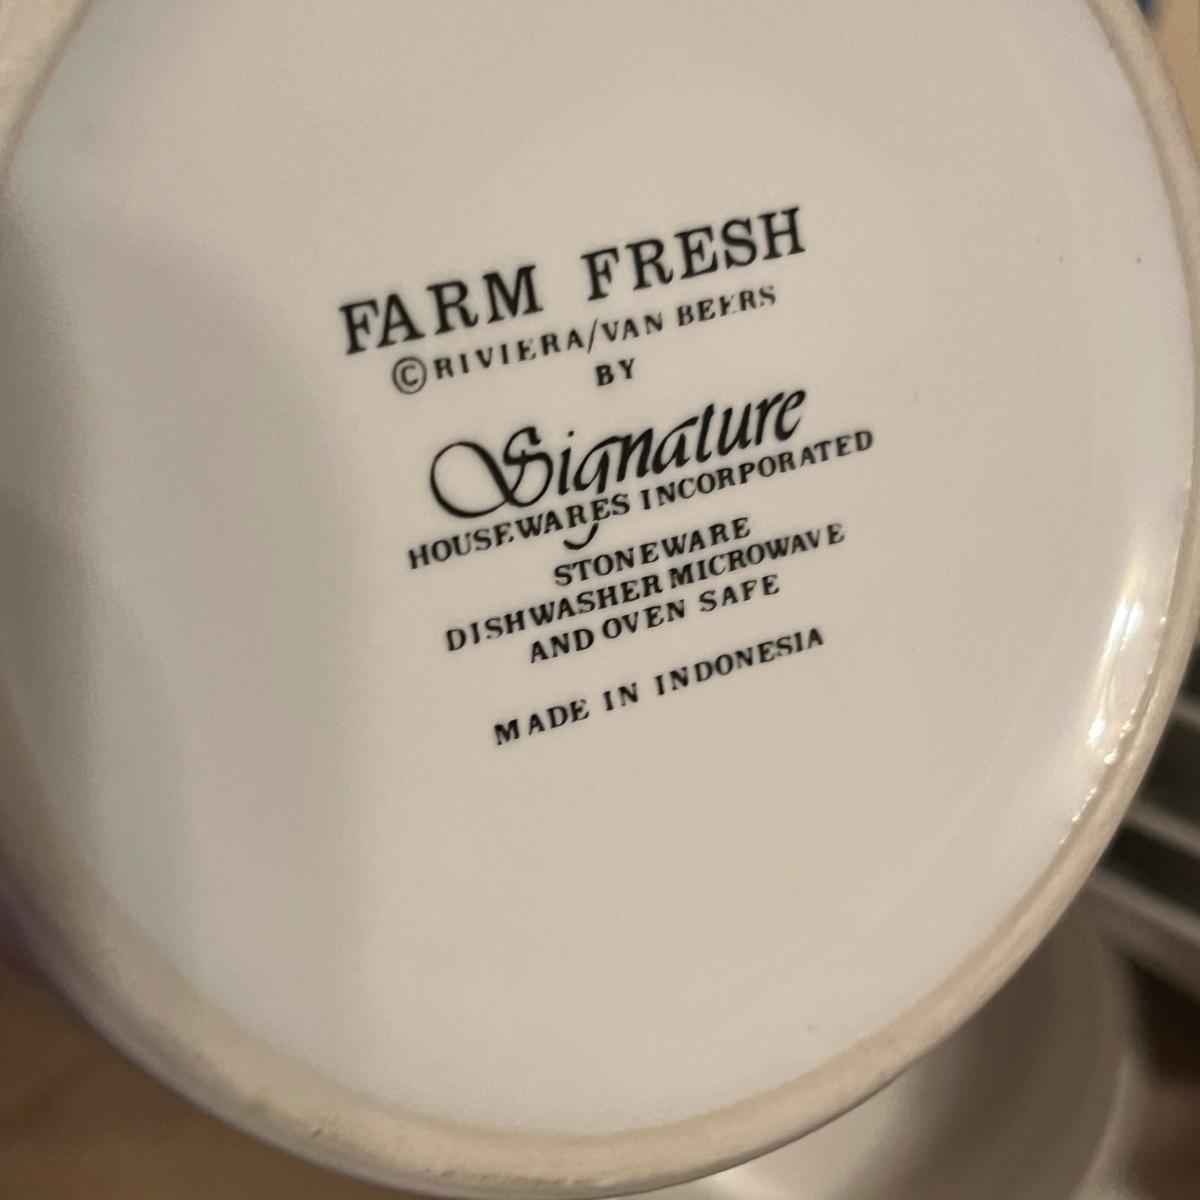 FARM FRESH
©RIVIERA/VAN BEERS
BY
Signature
HOUSEWARES INCORPORATED
STONEWARE
DISHWASHER MICROWAVE
AND OVEN SAFE
MADE IN INDONESIA